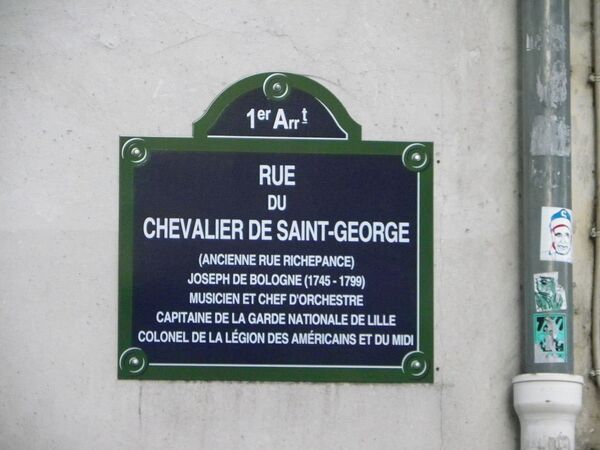 1er Arrt
RUE
DU
CHEVALIER DE SAINT-GEORGE
(ANCIENNE RUE RICHEPANCE)
JOSEPH DE BOLOGNE (1745 - 1799)
MUSICIEN ET CHEF D'ORCHESTRE
CAPITAINE DE LA GARDE NATIONALE DE LILLE
COLONEL DE LA LÉGION DES AMÉRICAINS ET DU MIDI